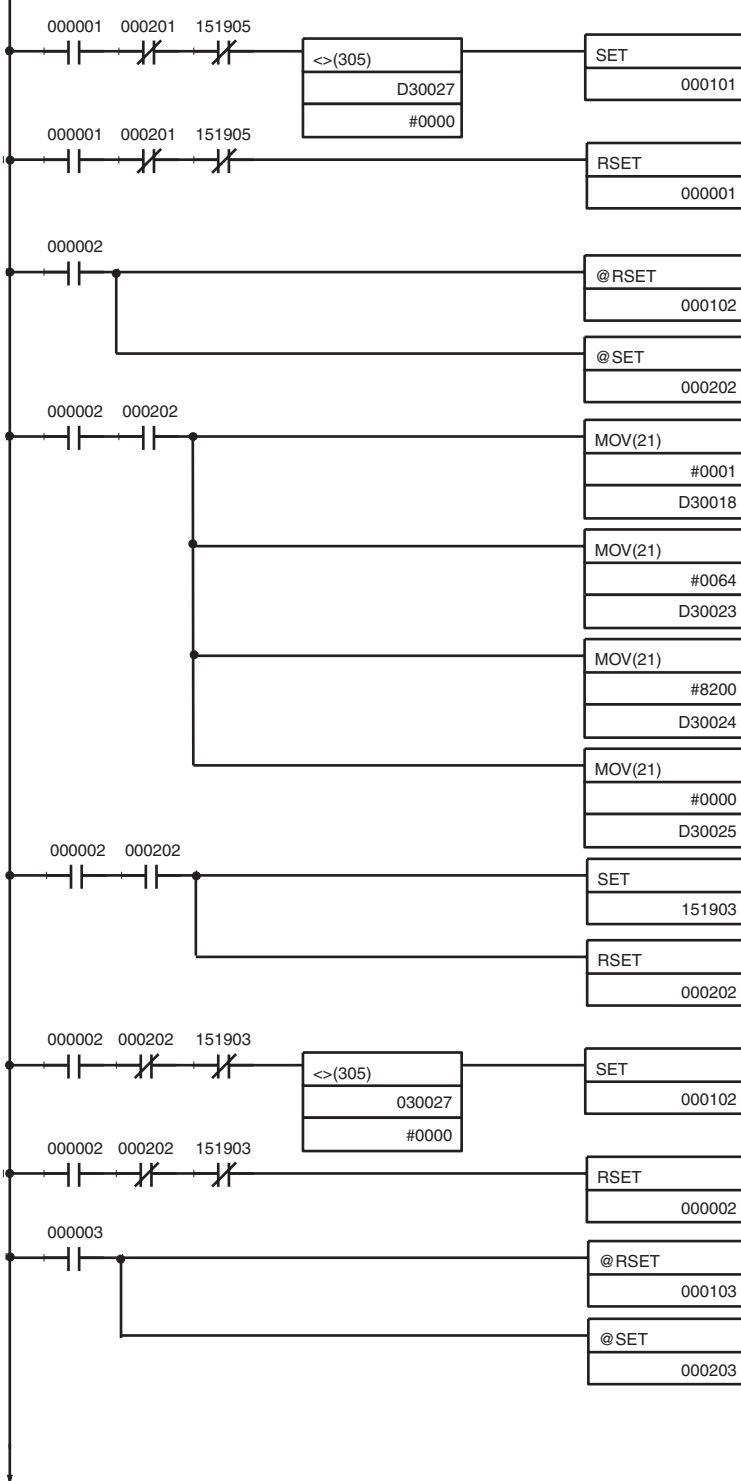 000001 000201 151905
<>(305)
D30027
#0000
SET
000101
000001 000201 151905
RSET
000001
000002
@RSET
000102
@SET
000202
000002 000202
MOV(21)
#0001
D30018
MOV(21)
#0064
D30023
MOV(21)
#8200
D30024
MOV(21)
#0000
D30025
000002 000202
SET
151903
RSET
000202
000002 000202 151903
<>(305)
030027
#0000
SET
000102
000002 000202 151903
RSET
000002
000003
@RSET
000103
@SET
000203